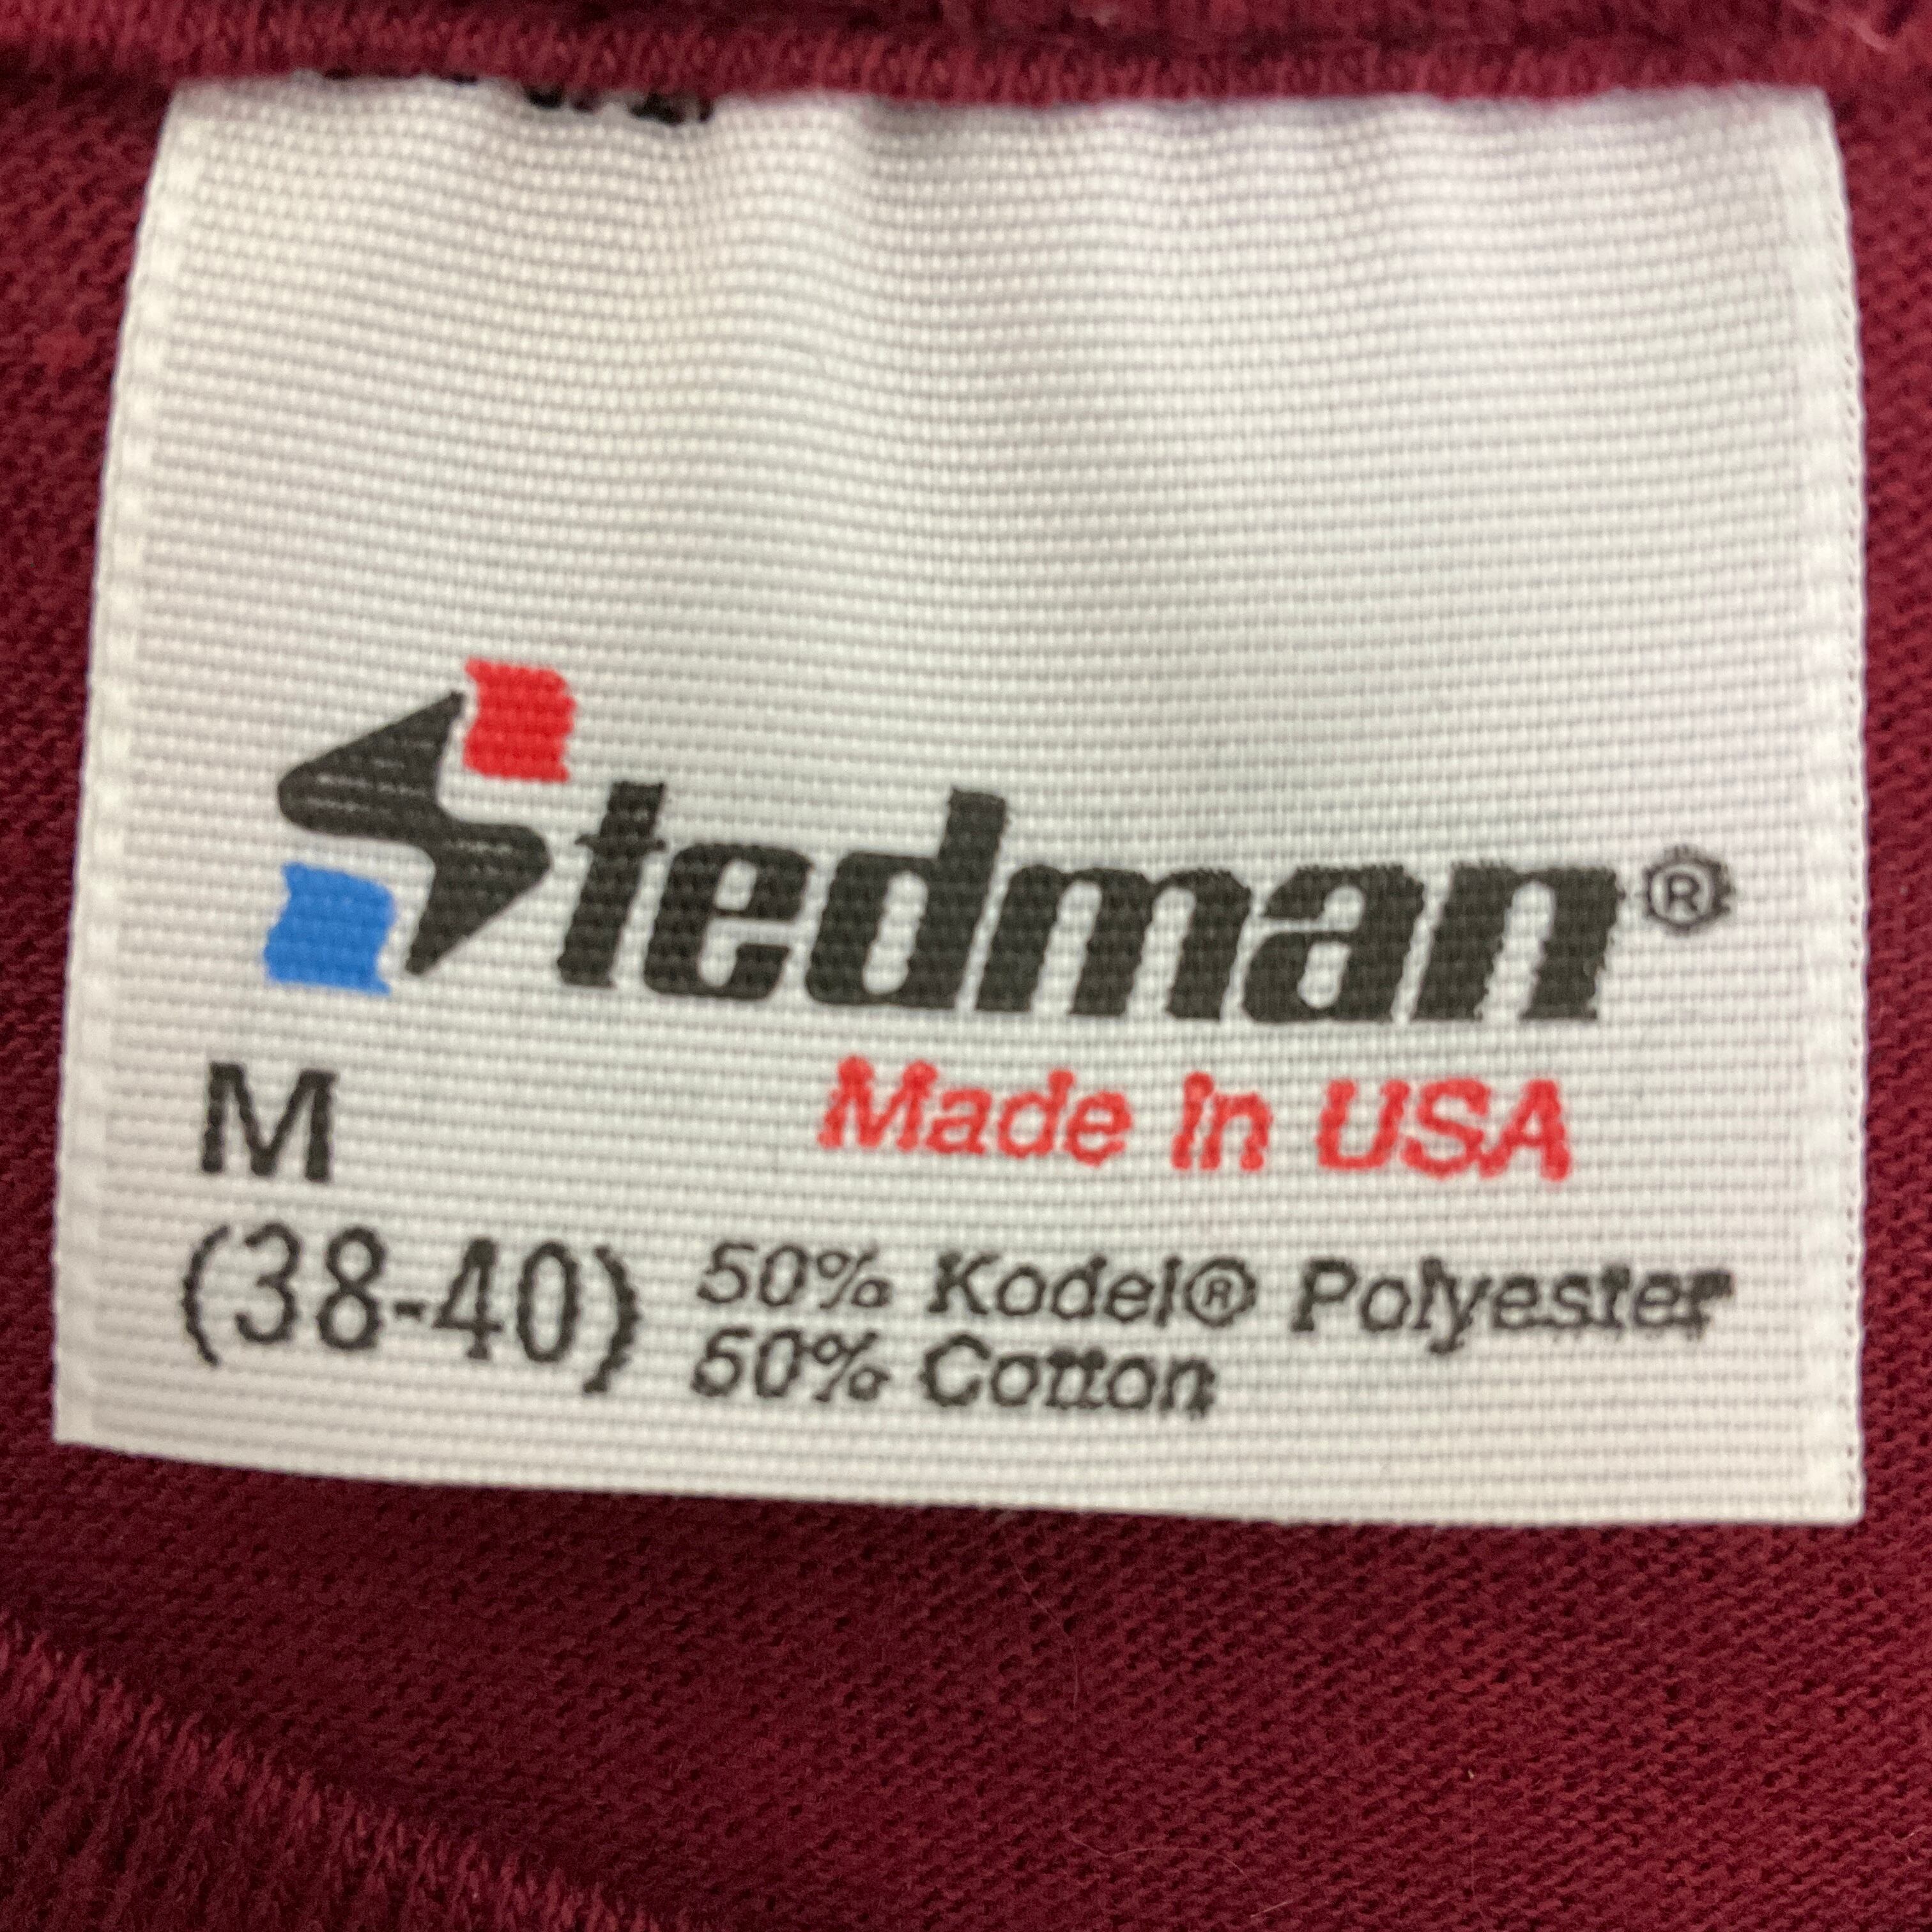 Stedman®
M
Made In USA
(38-40)
50% Kodel® Polyester
50% Cotton